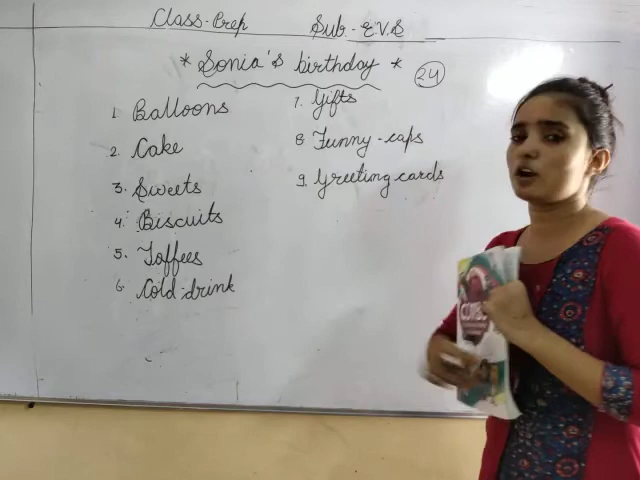 Class-Prep Sub-E.V.S
* Sonia's birthday * 24
1. Balloons
2. Cake
3. Sweets
4. Biscuits
5. Toffees
6. Cold-drink
7. Gifts
8. Funny-caps
9. Greeting cards